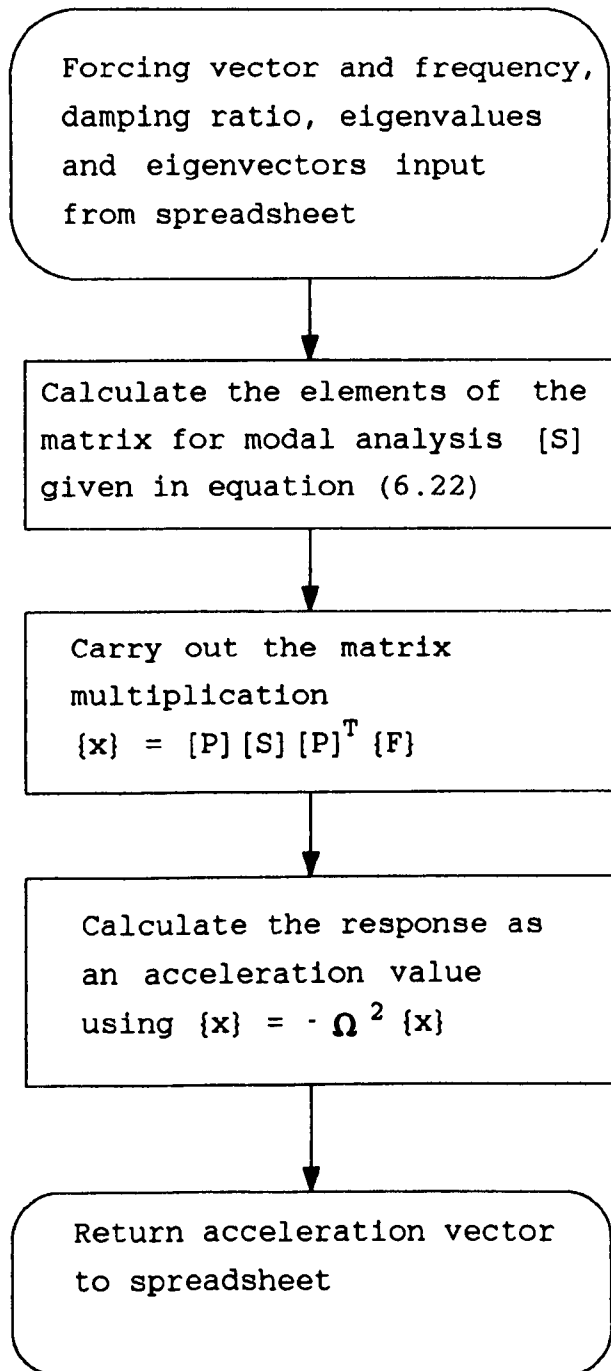 Forcing vector and frequency,
damping ratio, eigenvalues
and eigenvectors input
from spreadsheet
Calculate the elements of the
matrix for modal analysis [S]
given in equation (6.22)
Carry out the matrix
multiplication
{x} = [P][S][P]ᵀ{F}
Calculate the response as
an acceleration value
using {x} = - Ω² {x}
Return acceleration vector
to spreadsheet